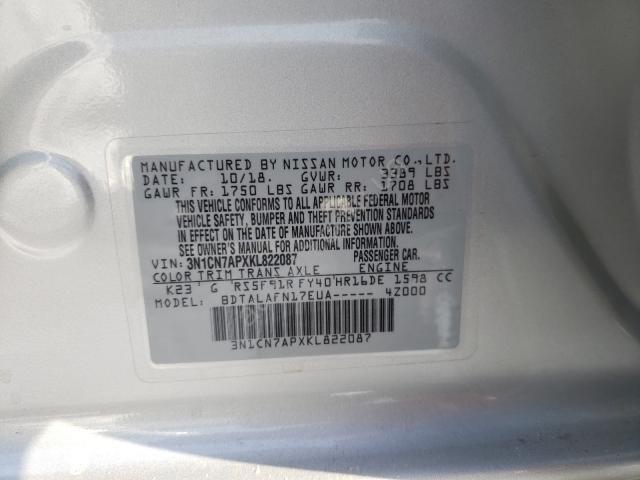 MANUFACTURED BY NISSAN MOTOR CO.,LTD.
DATE: 10/18. GVWR: 3389 LBS
GAWR FR: 1750 LBS GAWR RR: 1708 LBS
THIS VEHICLE CONFORMS TO ALL APPLICABLE FEDERAL MOTOR
VEHICLE SAFETY, BUMPER AND THEFT PREVENTION STANDARDS
IN EFFECT ON THE DATE OF MANUFACTURE SHOWN ABOVE.
SEE OWNER'S MANUAL FOR ADDITIONAL INFORMATION.
VIN: 3N1CN7APXKL822087 PASSENGER CAR.
COLOR TRIM TRANS AXLE ENGINE
K23 G RS5F91R FY40 HR16DE 1598 CC
MODEL: BDTALAFN17EUA----- 4Z000
3N1CN7APXKL822087